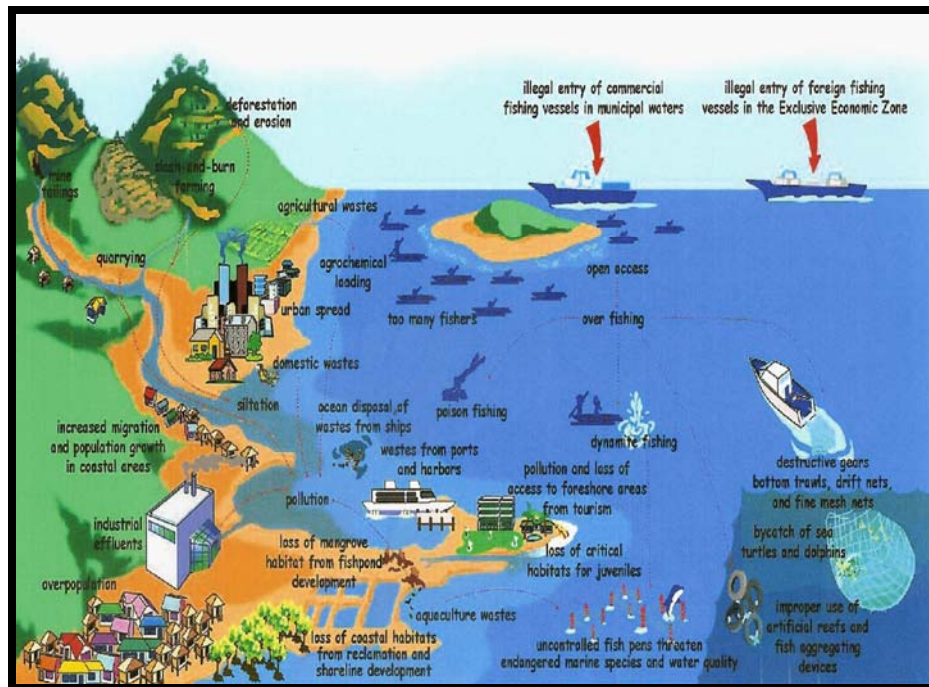 illegal entry of commercial
fishing vessels in municipal waters
illegal entry of foreign fishing
vessels in the Exclusive Economic Zone
deforestation
and erosion
mine
tailings
slash-and-burn
farming
agricultural wastes
quarrying
agrochemical
loading
open access
urban spread
too many fishers
over fishing
domestic wastes
siltation
ocean disposal of
wastes from ships
poison fishing
dynamite fishing
increased migration
and population growth
in coastal areas
wastes from ports
and harbors
pollution and loss of
access to foreshore areas
from tourism
destructive gears
bottom trawls, drift nets,
and fine mesh nets
pollution
industrial
effluents
loss of mangrove
habitat from fishpond
development
loss of critical
habitats for juveniles
bycatch of sea
turtles and dolphins
overpopulation
aquaculture wastes
loss of coastal habitats
from reclamation and
shoreline development
uncontrolled fish pens threaten
endangered marine species and water quality
improper use of
artificial reefs and
fish aggregating
devices